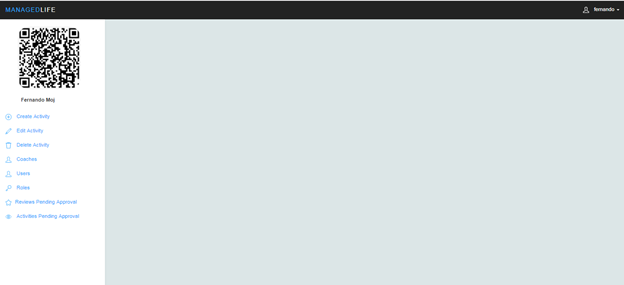 MANAGEDLIFE
fernando
Fernando Moj
Create Activity
Edit Activity
Delete Activity
Coaches
Users
Roles
Reviews Pending Approval
Activities Pending Approval